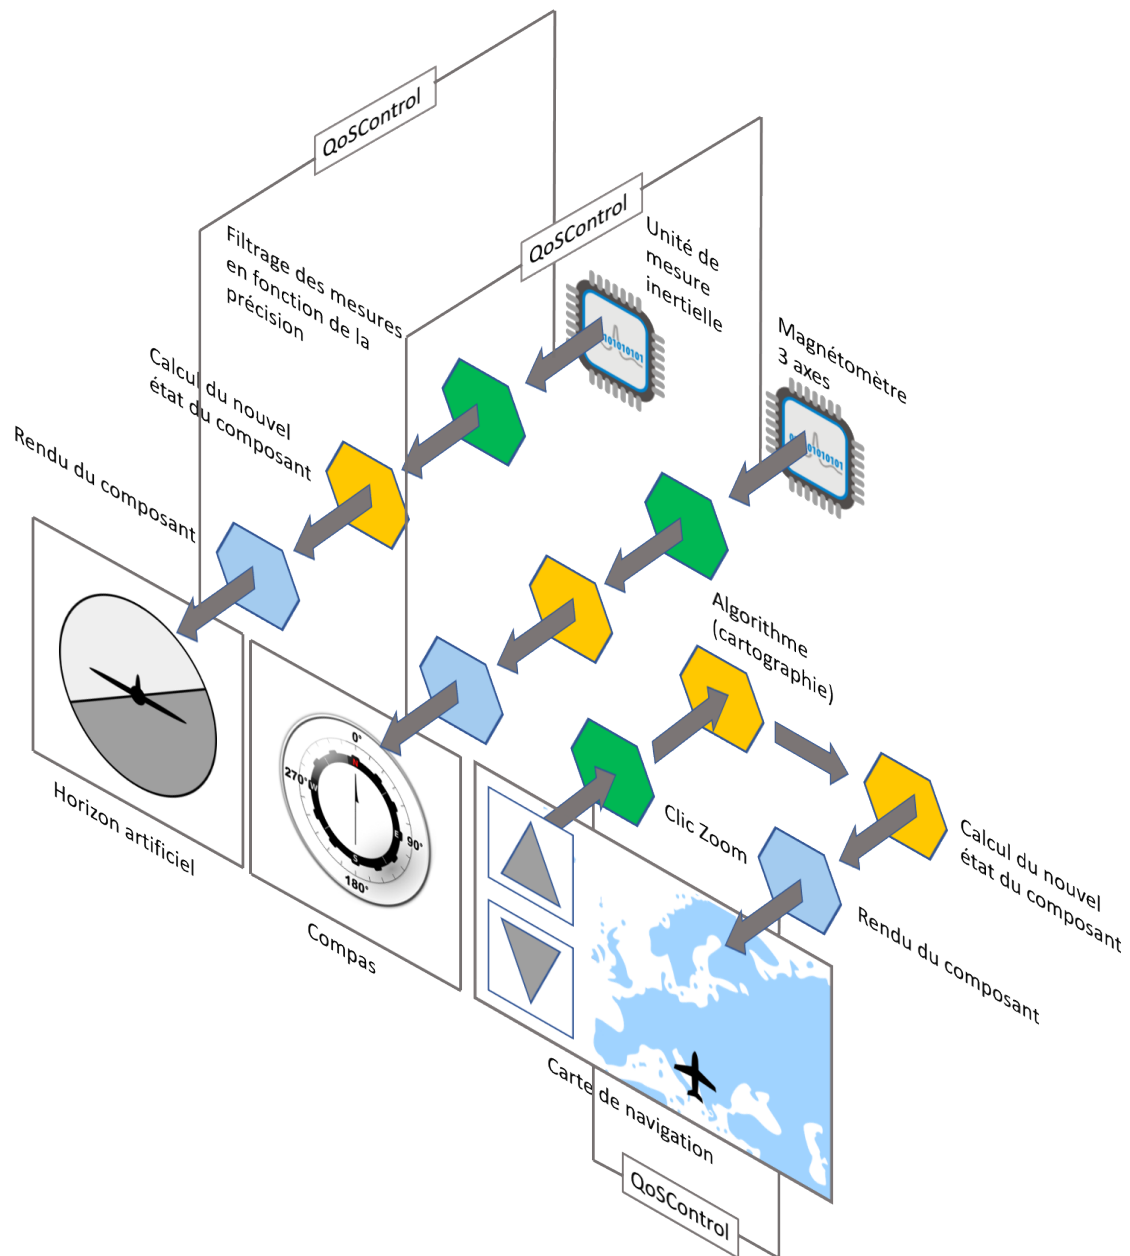 QoSControl
QoSControl
Unité de
mesure
inertielle
Filtrage des mesures
en fonction de la
précision
Magnétomètre
3 axes
Calcul du nouvel
état du composant
Rendu du composant
101010101
010101
Algorithme
(cartographie)
Horizon artificiel
0°
270°
90°
180°
N
W
E
S
Compas
Clic Zoom
Calcul du nouvel
état du composant
Rendu du composant
Carte de navigation
QoSControl